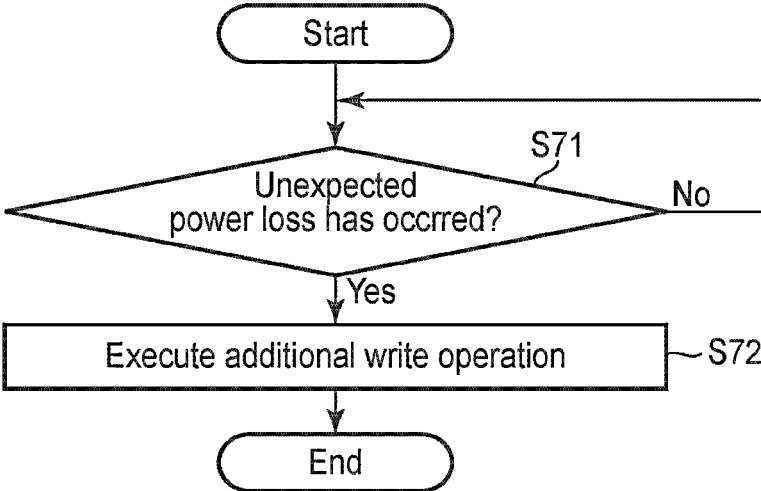 Start
S71
Unexpected
power loss has occrred?
No
Yes
Execute additional write operation
S72
End